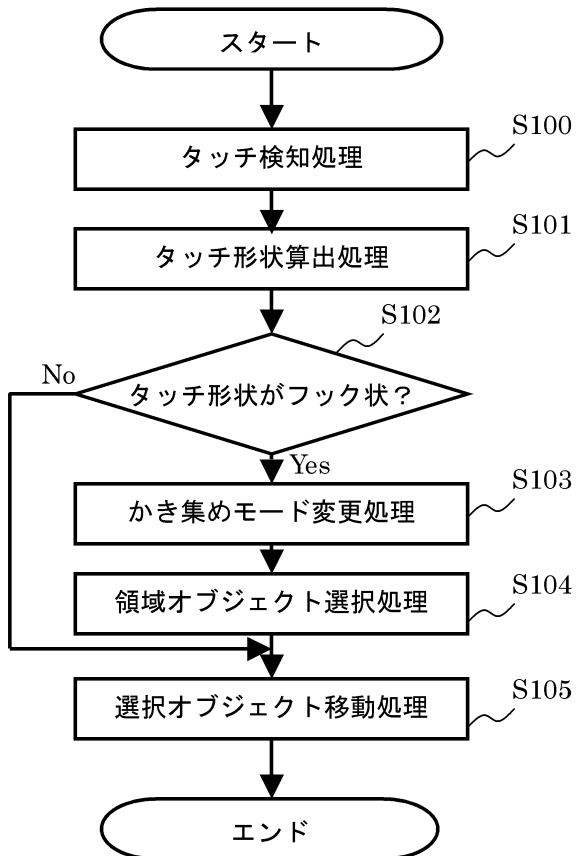 スタート
S100
タッチ検知処理
S101
タッチ形状算出処理
S102
No
タッチ形状がフック状？
Yes
S103
かき集めモード変更処理
S104
領域オブジェクト選択処理
S105
選択オブジェクト移動処理
エンド